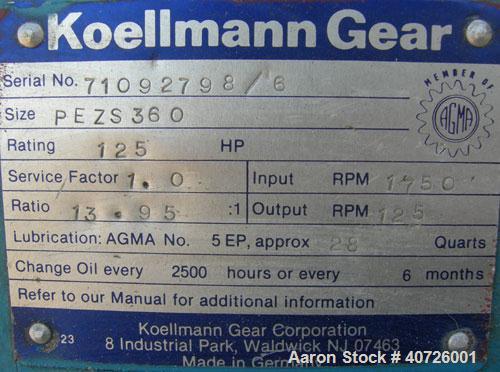 Koellmann Gear
Serial No. 71092798/6
MEMBER OF
AGMA
Size PEZS360
Rating 125 HP
Service Factor 1.0 Input RPM 1750
Ratio 13.95 :1 Output RPM 125
Lubrication: AGMA No. 5 EP, approx 28 Quarts
Change Oil every 2500 hours or every 6 months
Refer to our Manual for additional information
Koellmann Gear Corporation
23 8 Industrial Park, Waldwick NJ 07463
Made in Germany
Aaron Stock # 40726001